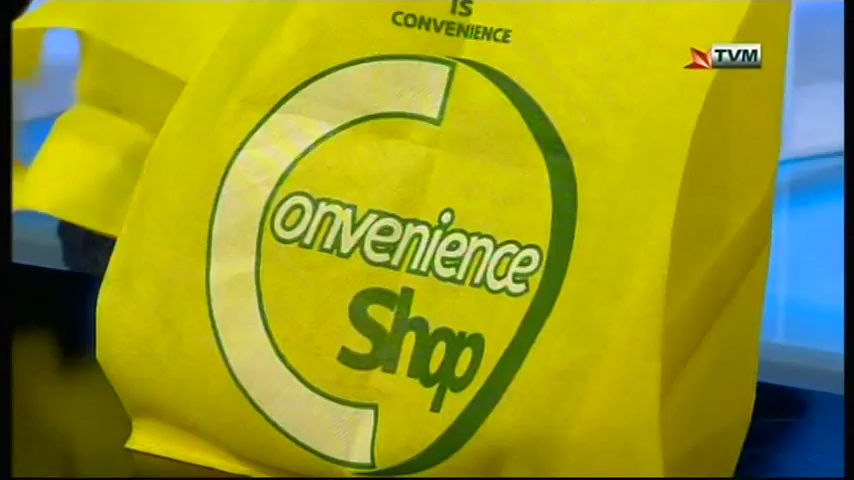 IS
CONVENIENCE
TVM
Convenience
Shop